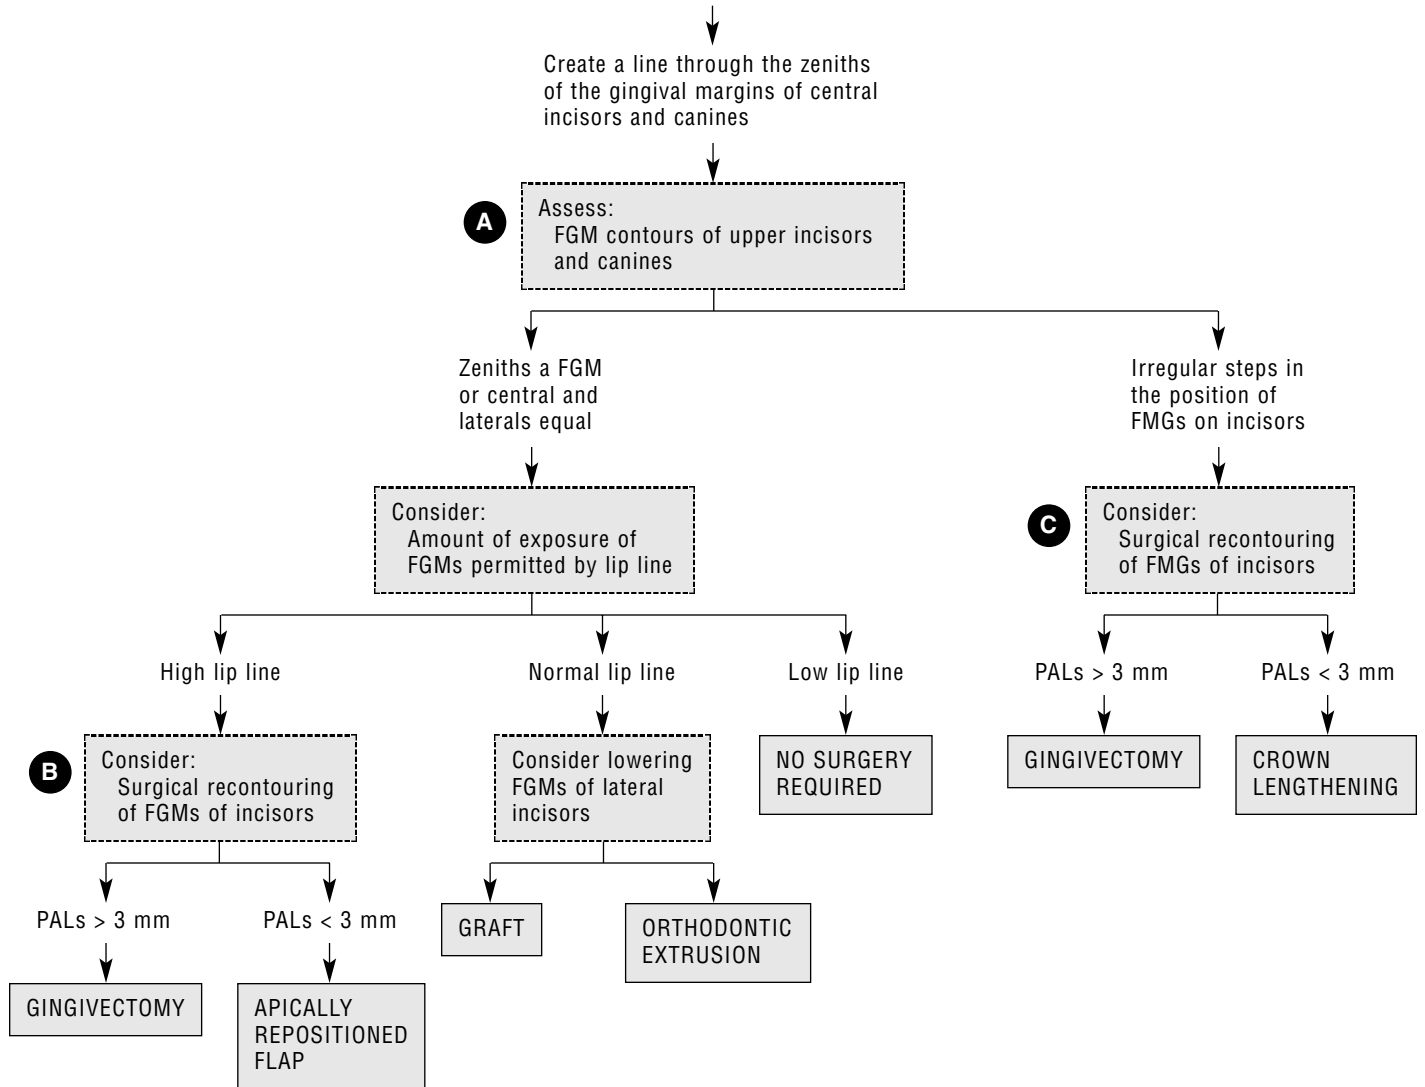 Create a line through the zeniths
of the gingival margins of central
incisors and canines
A
Assess:
FGM contours of upper incisors
and canines
Zeniths a FGM
or central and
laterals equal
Irregular steps in
the position of
FMGs on incisors
Consider:
Amount of exposure of
FGMs permitted by lip line
C
Consider:
Surgical recontouring
of FMGs of incisors
High lip line
Normal lip line
Low lip line
PALs > 3 mm
PALs < 3 mm
B
Consider:
Surgical recontouring
of FGMs of incisors
Consider lowering
FGMs of lateral
incisors
NO SURGERY
REQUIRED
GINGIVECTOMY
CROWN
LENGTHENING
PALs > 3 mm
PALs < 3 mm
GRAFT
ORTHODONTIC
EXTRUSION
GINGIVECTOMY
APICALLY
REPOSITIONED
FLAP